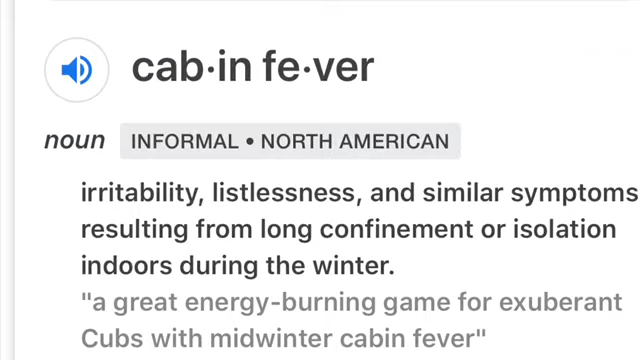 cab·in fe·ver
noun INFORMAL • NORTH AMERICAN
irritability, listlessness, and similar symptoms
resulting from long confinement or isolation
indoors during the winter.
"a great energy-burning game for exuberant
Cubs with midwinter cabin fever"